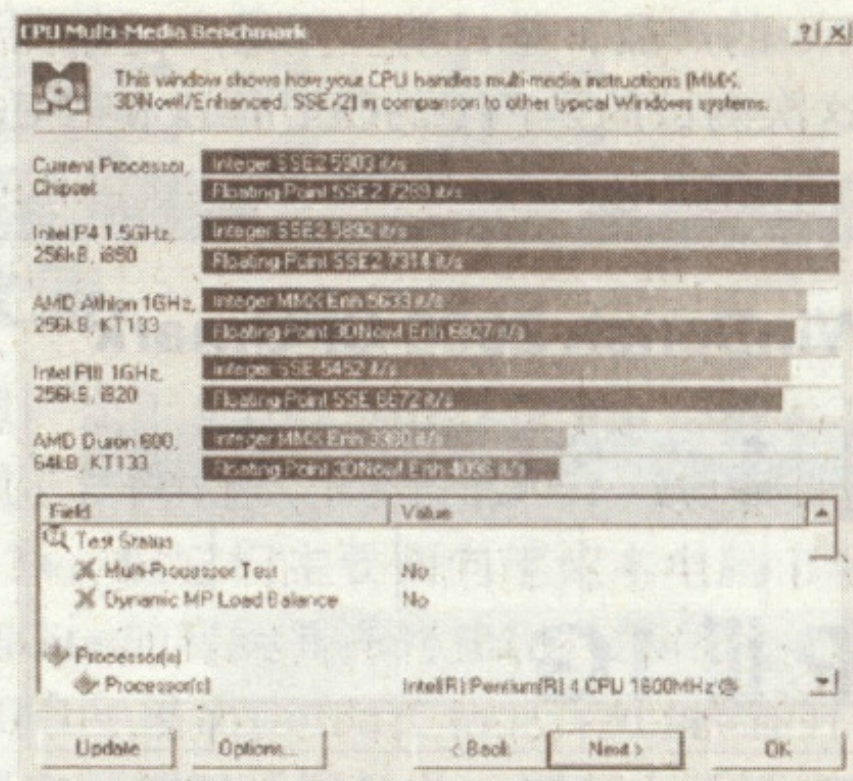 CPU Multi-Media Benchmark
This window shows how your CPU handles multi-media instructions (MMX,
3DNow!/Enhanced, SSE/2) in comparison to other typical Windows systems.
Current Processor,
Chipset
Integer SSE2 5903 it/s
Floating-Point SSE2 7289 it/s
Intel P4 1.5GHz,
256kB, i850
Integer SSE2 5892 it/s
Floating-Point SSE2 7314 it/s
AMD Athlon 1GHz,
256kB, KT133
Integer MMX Enh 5633 it/s
Floating-Point 3DNow! Enh 6827 it/s
Intel PIII 1GHz,
256kB, i820
Integer SSE 5452 it/s
Floating-Point SSE 6672 it/s
AMD Duron 600,
64kB, KT133
Integer MMX Enh it/s
Floating-Point 3DNow! Enh 4096 it/s
Field Value
Test Status
Multi-Processor Test No
Dynamic MP Load Balance No
Processor(s)
Processor(s) Intel(R) Pentium(R) 4 CPU 1600MHz @
Update Options... < Back Next > OK